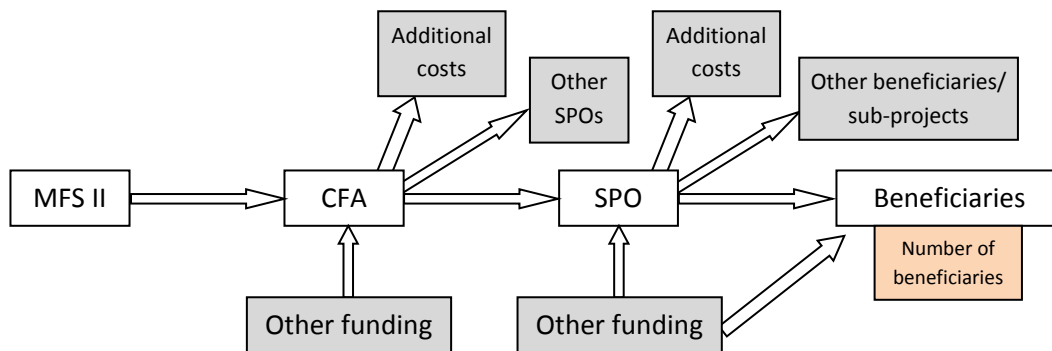 Additional
costs
Other
SPOs
Additional
costs
Other beneficiaries/
sub-projects
MFS II
CFA
SPO
Beneficiaries
Number of
beneficiaries
Other funding
Other funding